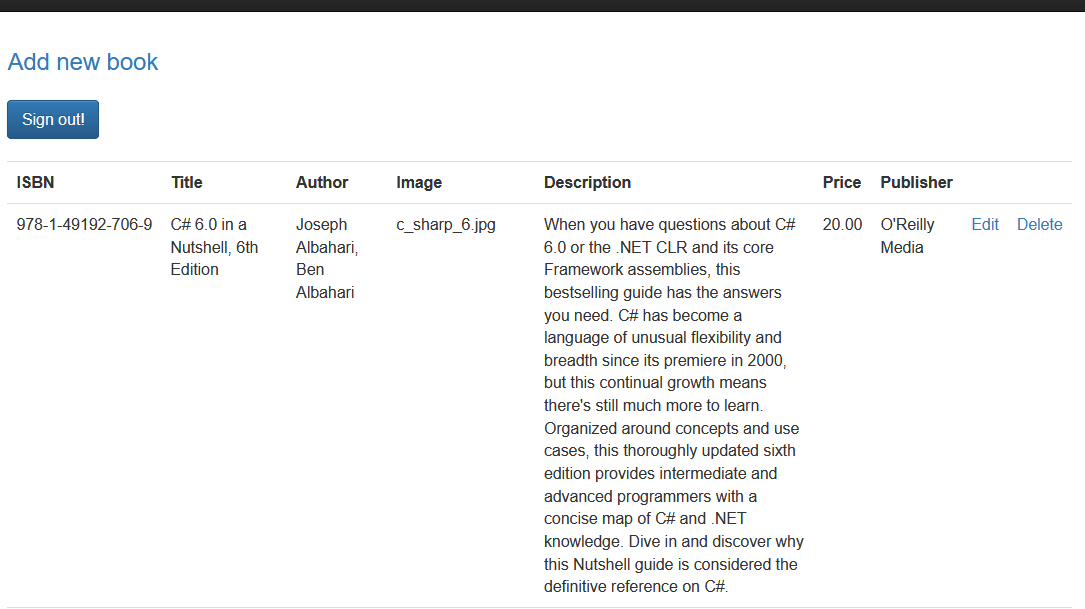 Add new book
Sign out!
ISBN Title Author Image Description Price Publisher
978-1-49192-706-9 C# 6.0 in a Joseph c_sharp_6.jpg When you have questions about C# 20.00 O'Reilly Edit Delete
Nutshell, 6th Albahari, 6.0 or the .NET CLR and its core Media
Edition Ben Framework assemblies, this
Albahari bestselling guide has the answers
you need. C# has become a
language of unusual flexibility and
breadth since its premiere in 2000,
but this continual growth means
there's still much more to learn.
Organized around concepts and use
cases, this thoroughly updated sixth
edition provides intermediate and
advanced programmers with a
concise map of C# and .NET
knowledge. Dive in and discover why
this Nutshell guide is considered the
definitive reference on C#.